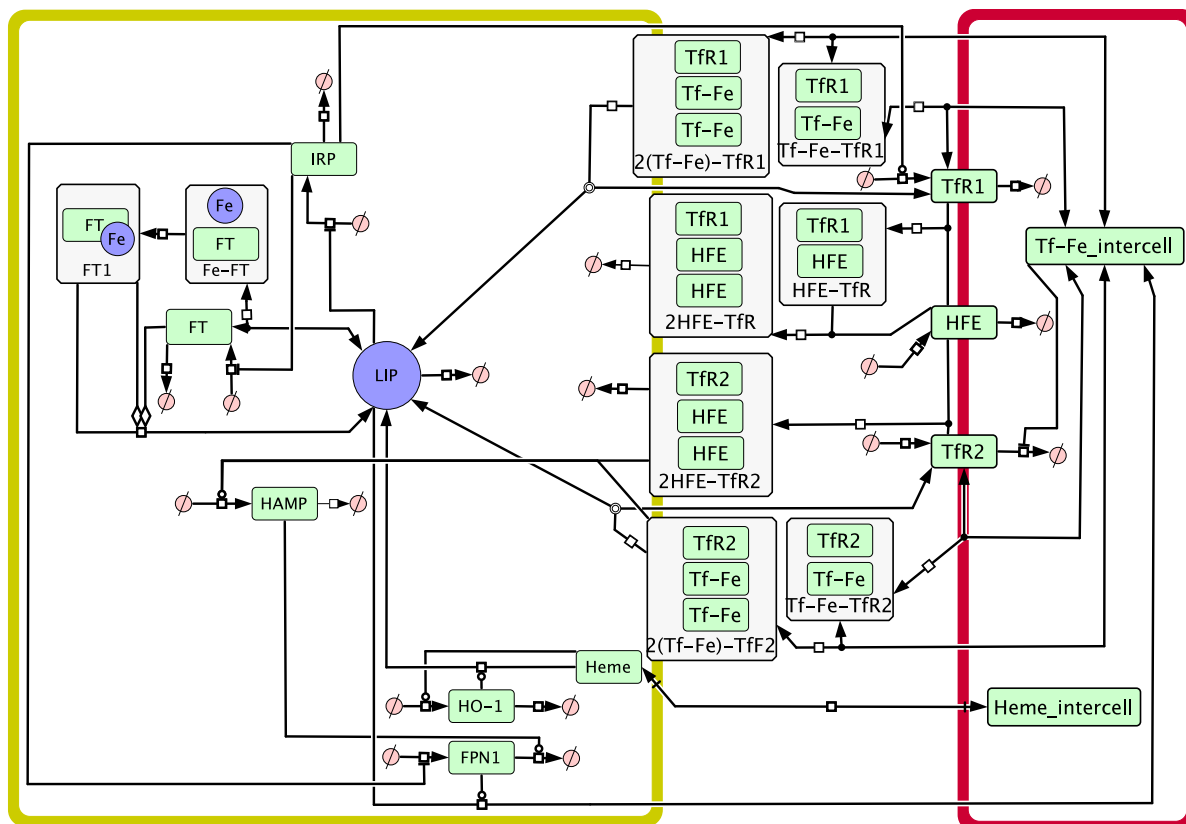 TfR1
Tf-Fe
Tf-Fe
2(Tf-Fe)-TfR1
TfR1
Tf-Fe
Tf-Fe-TfR1
IRP
TfR1
FT
Fe
FT1
Fe
FT
Fe-FT
TfR1
HFE
HFE
2HFE-TfR
TfR1
HFE
HFE-TfR
Tf-Fe_intercell
FT
HFE
LIP
TfR2
HFE
HFE
2HFE-TfR2
TfR2
HAMP
TfR2
Tf-Fe
Tf-Fe
2(Tf-Fe)-TfF2
TfR2
Tf-Fe
Tf-Fe-TfR2
Heme
HO-1
Heme_intercell
FPN1